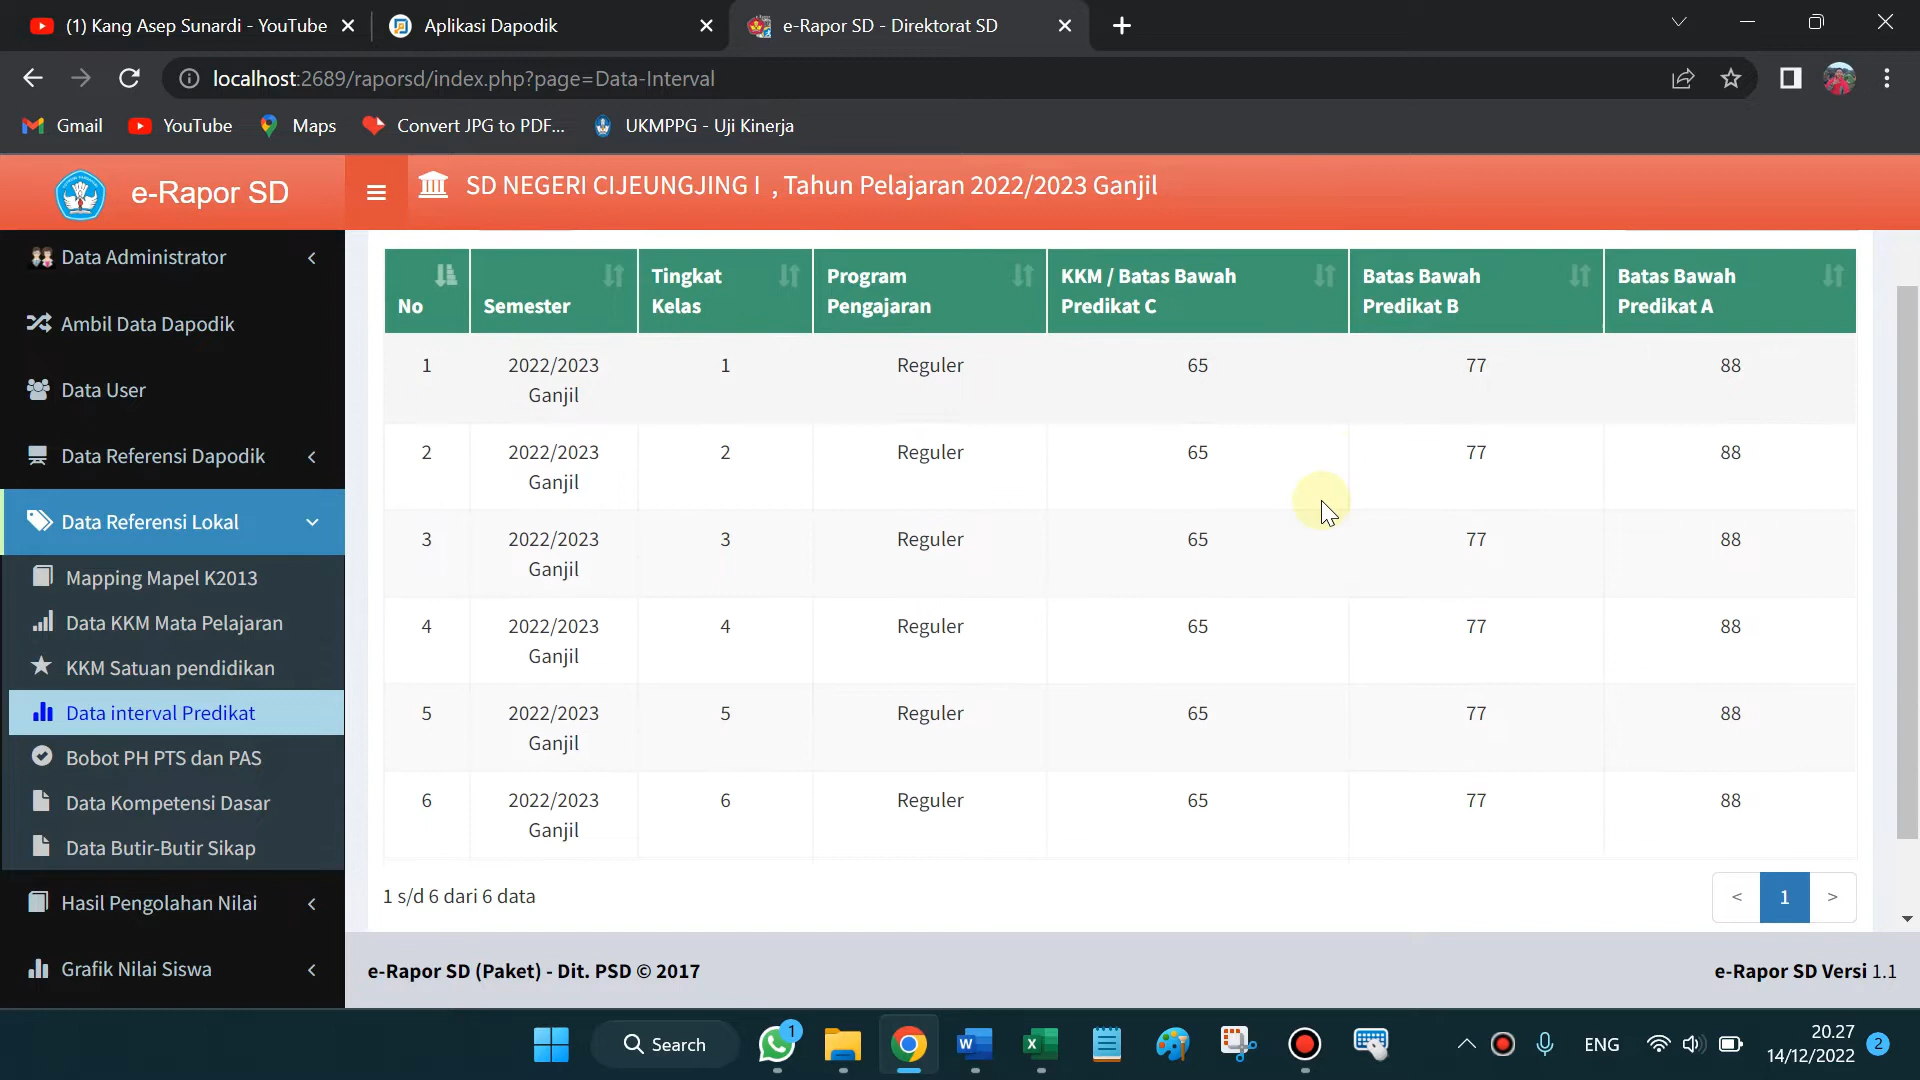 (1) Kang Asep Sunardi - YouTube
Aplikasi Dapodik
e-Rapor SD - Direktorat SD
localhost:2689/raporsd/index.php?page=Data-Interval
Gmail
YouTube
Maps
Convert JPG to PDF...
UKMPPG - Uji Kinerja
e-Rapor SD
SD NEGERI CIJEUNGJING I , Tahun Pelajaran 2022/2023 Ganjil
Data Administrator
Ambil Data Dapodik
Data User
Data Referensi Dapodik
Data Referensi Lokal
Mapping Mapel K2013
Data KKM Mata Pelajaran
KKM Satuan pendidikan
Data interval Predikat
Bobot PH PTS dan PAS
Data Kompetensi Dasar
Data Butir-Butir Sikap
Hasil Pengolahan Nilai
Grafik Nilai Siswa
No
Semester
Tingkat
Kelas
Program
Pengajaran
KKM / Batas Bawah
Predikat C
Batas Bawah
Predikat B
Batas Bawah
Predikat A
1 2022/2023 1 Reguler 65 77 88
Ganjil
2 2022/2023 2 Reguler 65 77 88
Ganjil
3 2022/2023 3 Reguler 65 77 88
Ganjil
4 2022/2023 4 Reguler 65 77 88
Ganjil
5 2022/2023 5 Reguler 65 77 88
Ganjil
6 2022/2023 6 Reguler 65 77 88
Ganjil
1 s/d 6 dari 6 data
< 1 >
e-Rapor SD (Paket) - Dit. PSD © 2017
e-Rapor SD Versi 1.1
Search
1
W
X
ENG
20.27
14/12/2022
2